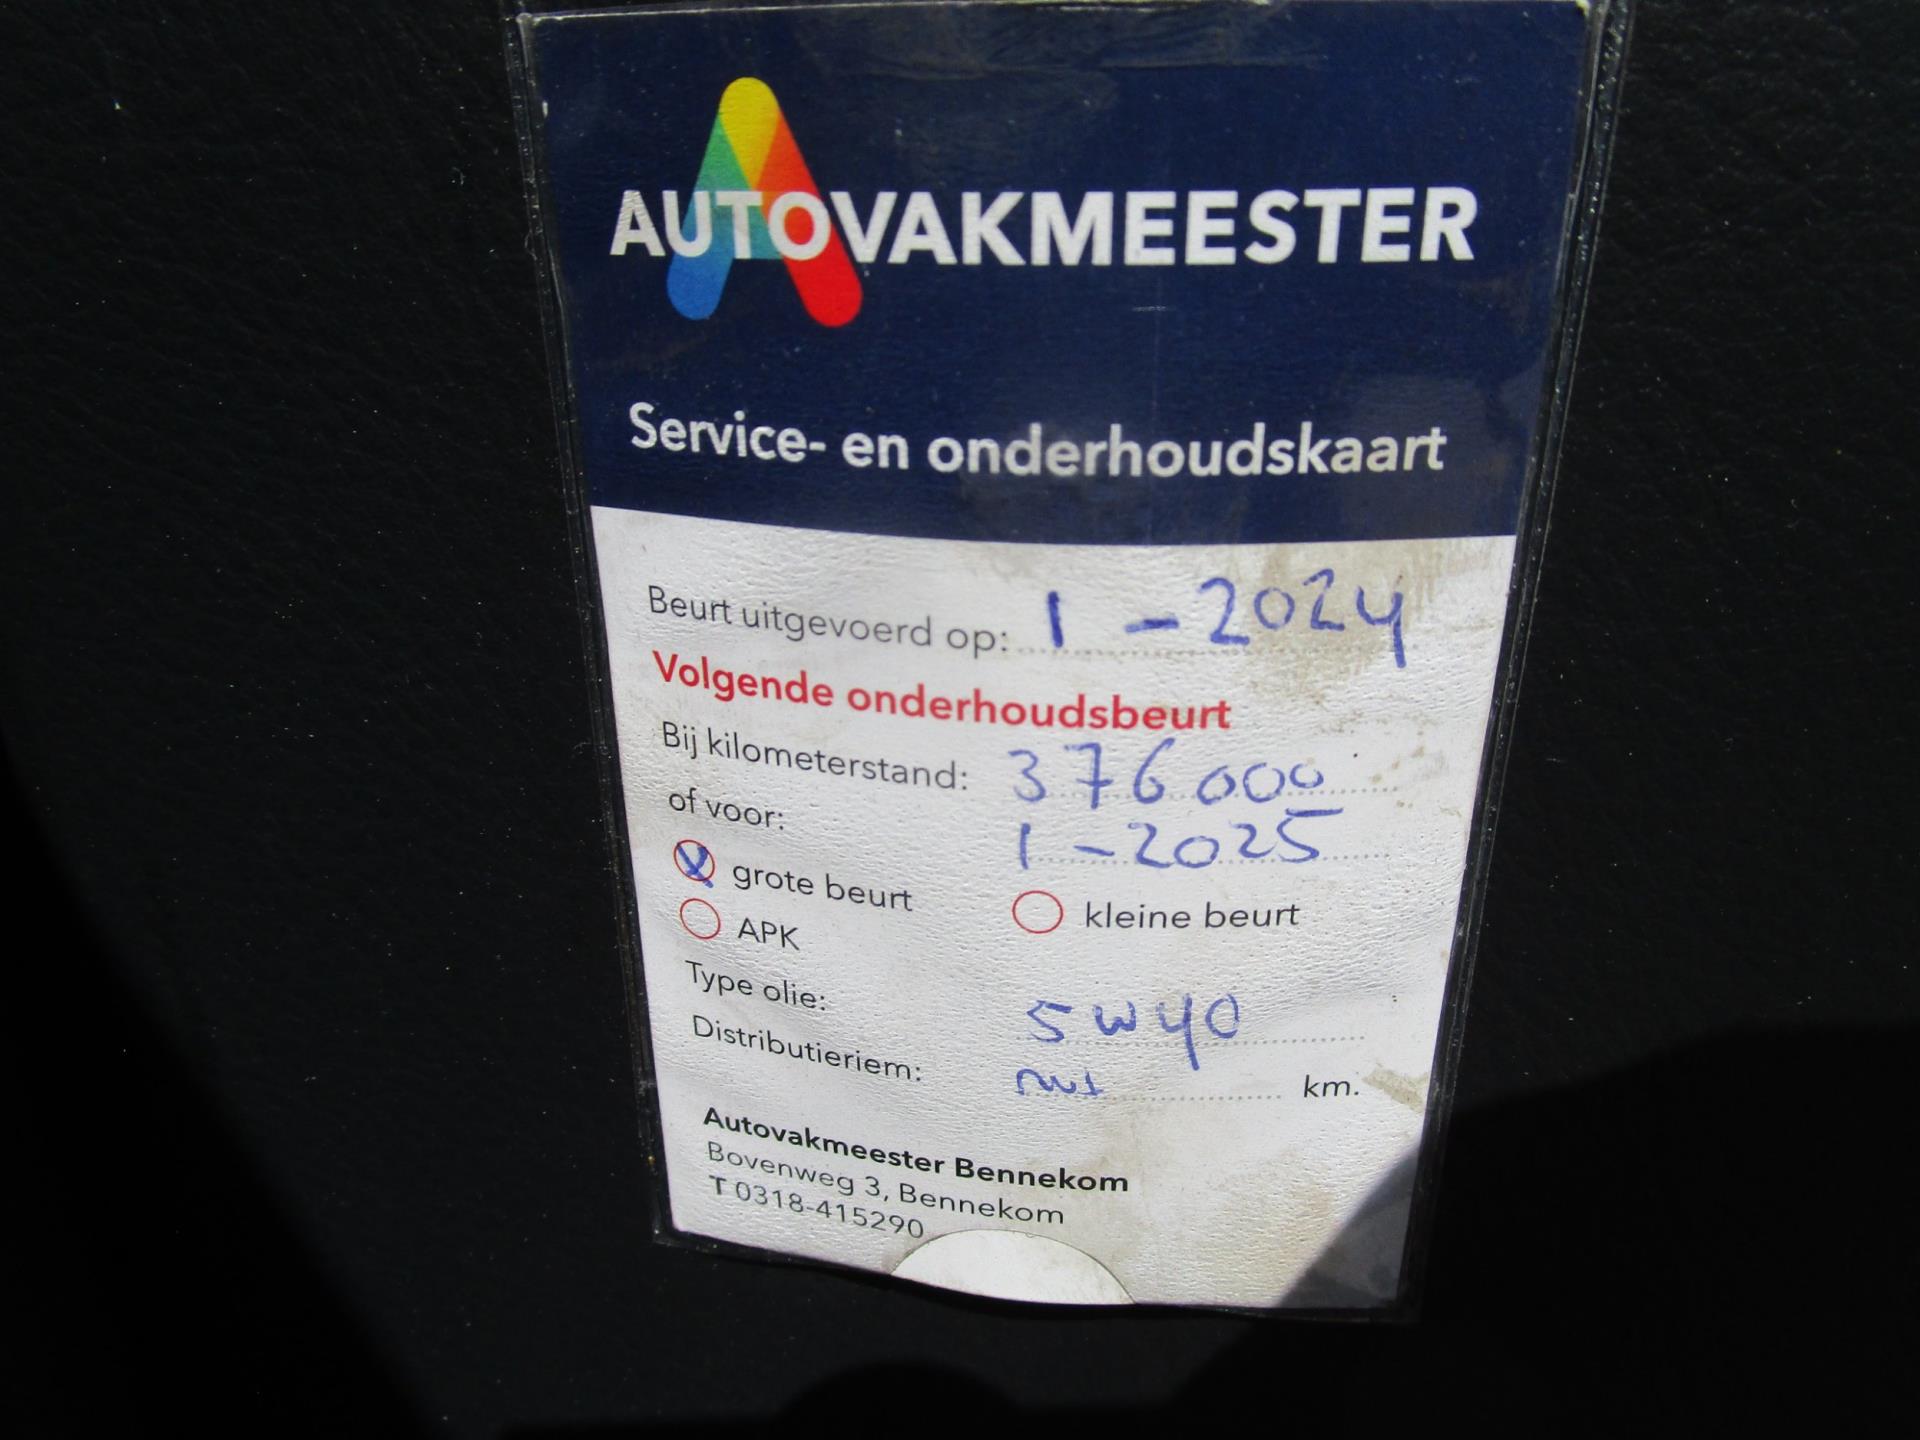 AUTOVAKMEESTER
Service- en onderhoudskaart
Beurt uitgevoerd op: 1 - 2024
Volgende onderhoudsbeurt
Bij kilometerstand: 376000
of voor: 1 - 2025
grote beurt kleine beurt
APK
Type olie: 5W40
Distributieriem: km.
Autovakmeester Bennekom
Bovenweg 3, Bennekom
T 0318-415290